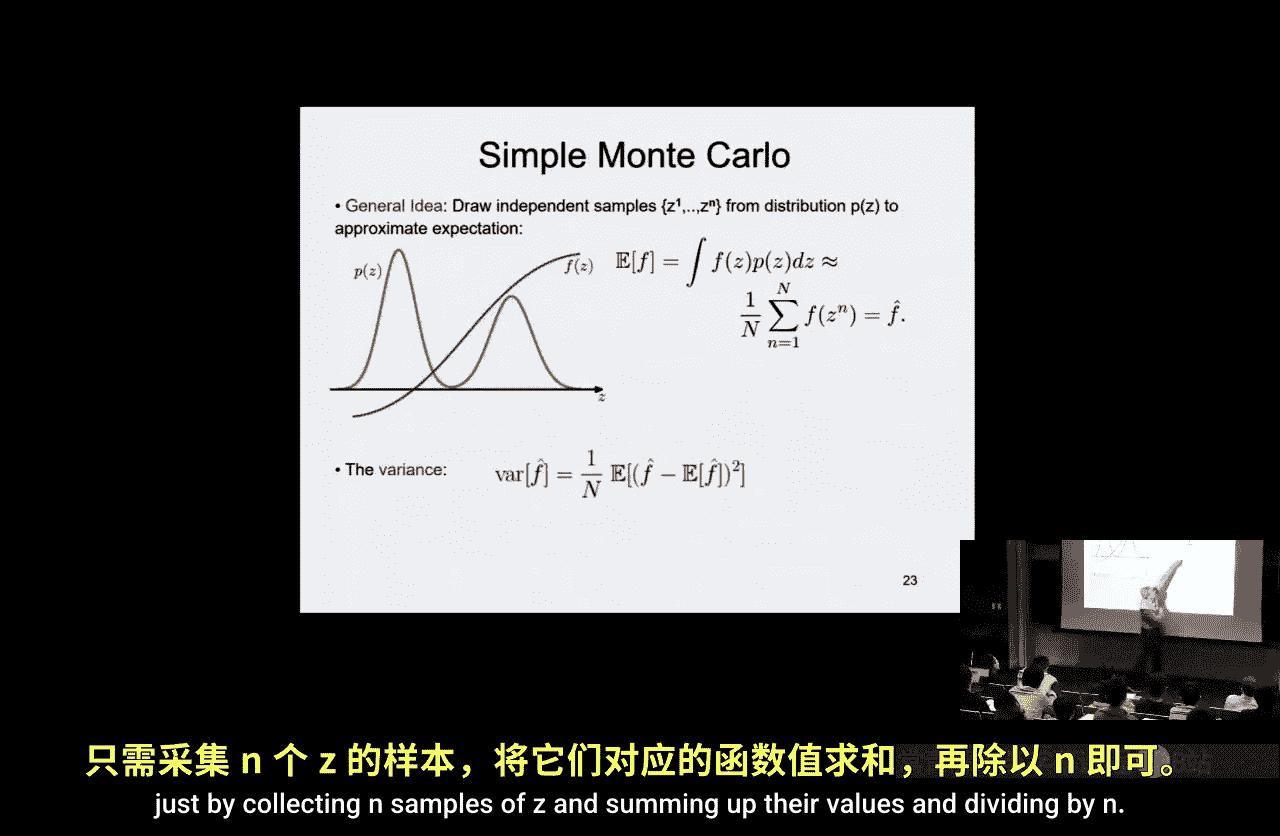 Simple Monte Carlo
• General Idea: Draw independent samples {z¹,..,zⁿ} from distribution p(z) to
approximate expectation:
p(z)
f(z)
z
𝔼[f] = ∫ f(z)p(z)dz ≈
1/N ∑_{n=1}^{N} f(zⁿ) = f̂.
• The variance: var[f̂] = 1/N 𝔼[(f̂ − 𝔼[f̂])²]
23
只需采集 n 个 z 的样本，将它们对应的函数值求和，再除以 n 即可。
just by collecting n samples of z and summing up their values and dividing by n.